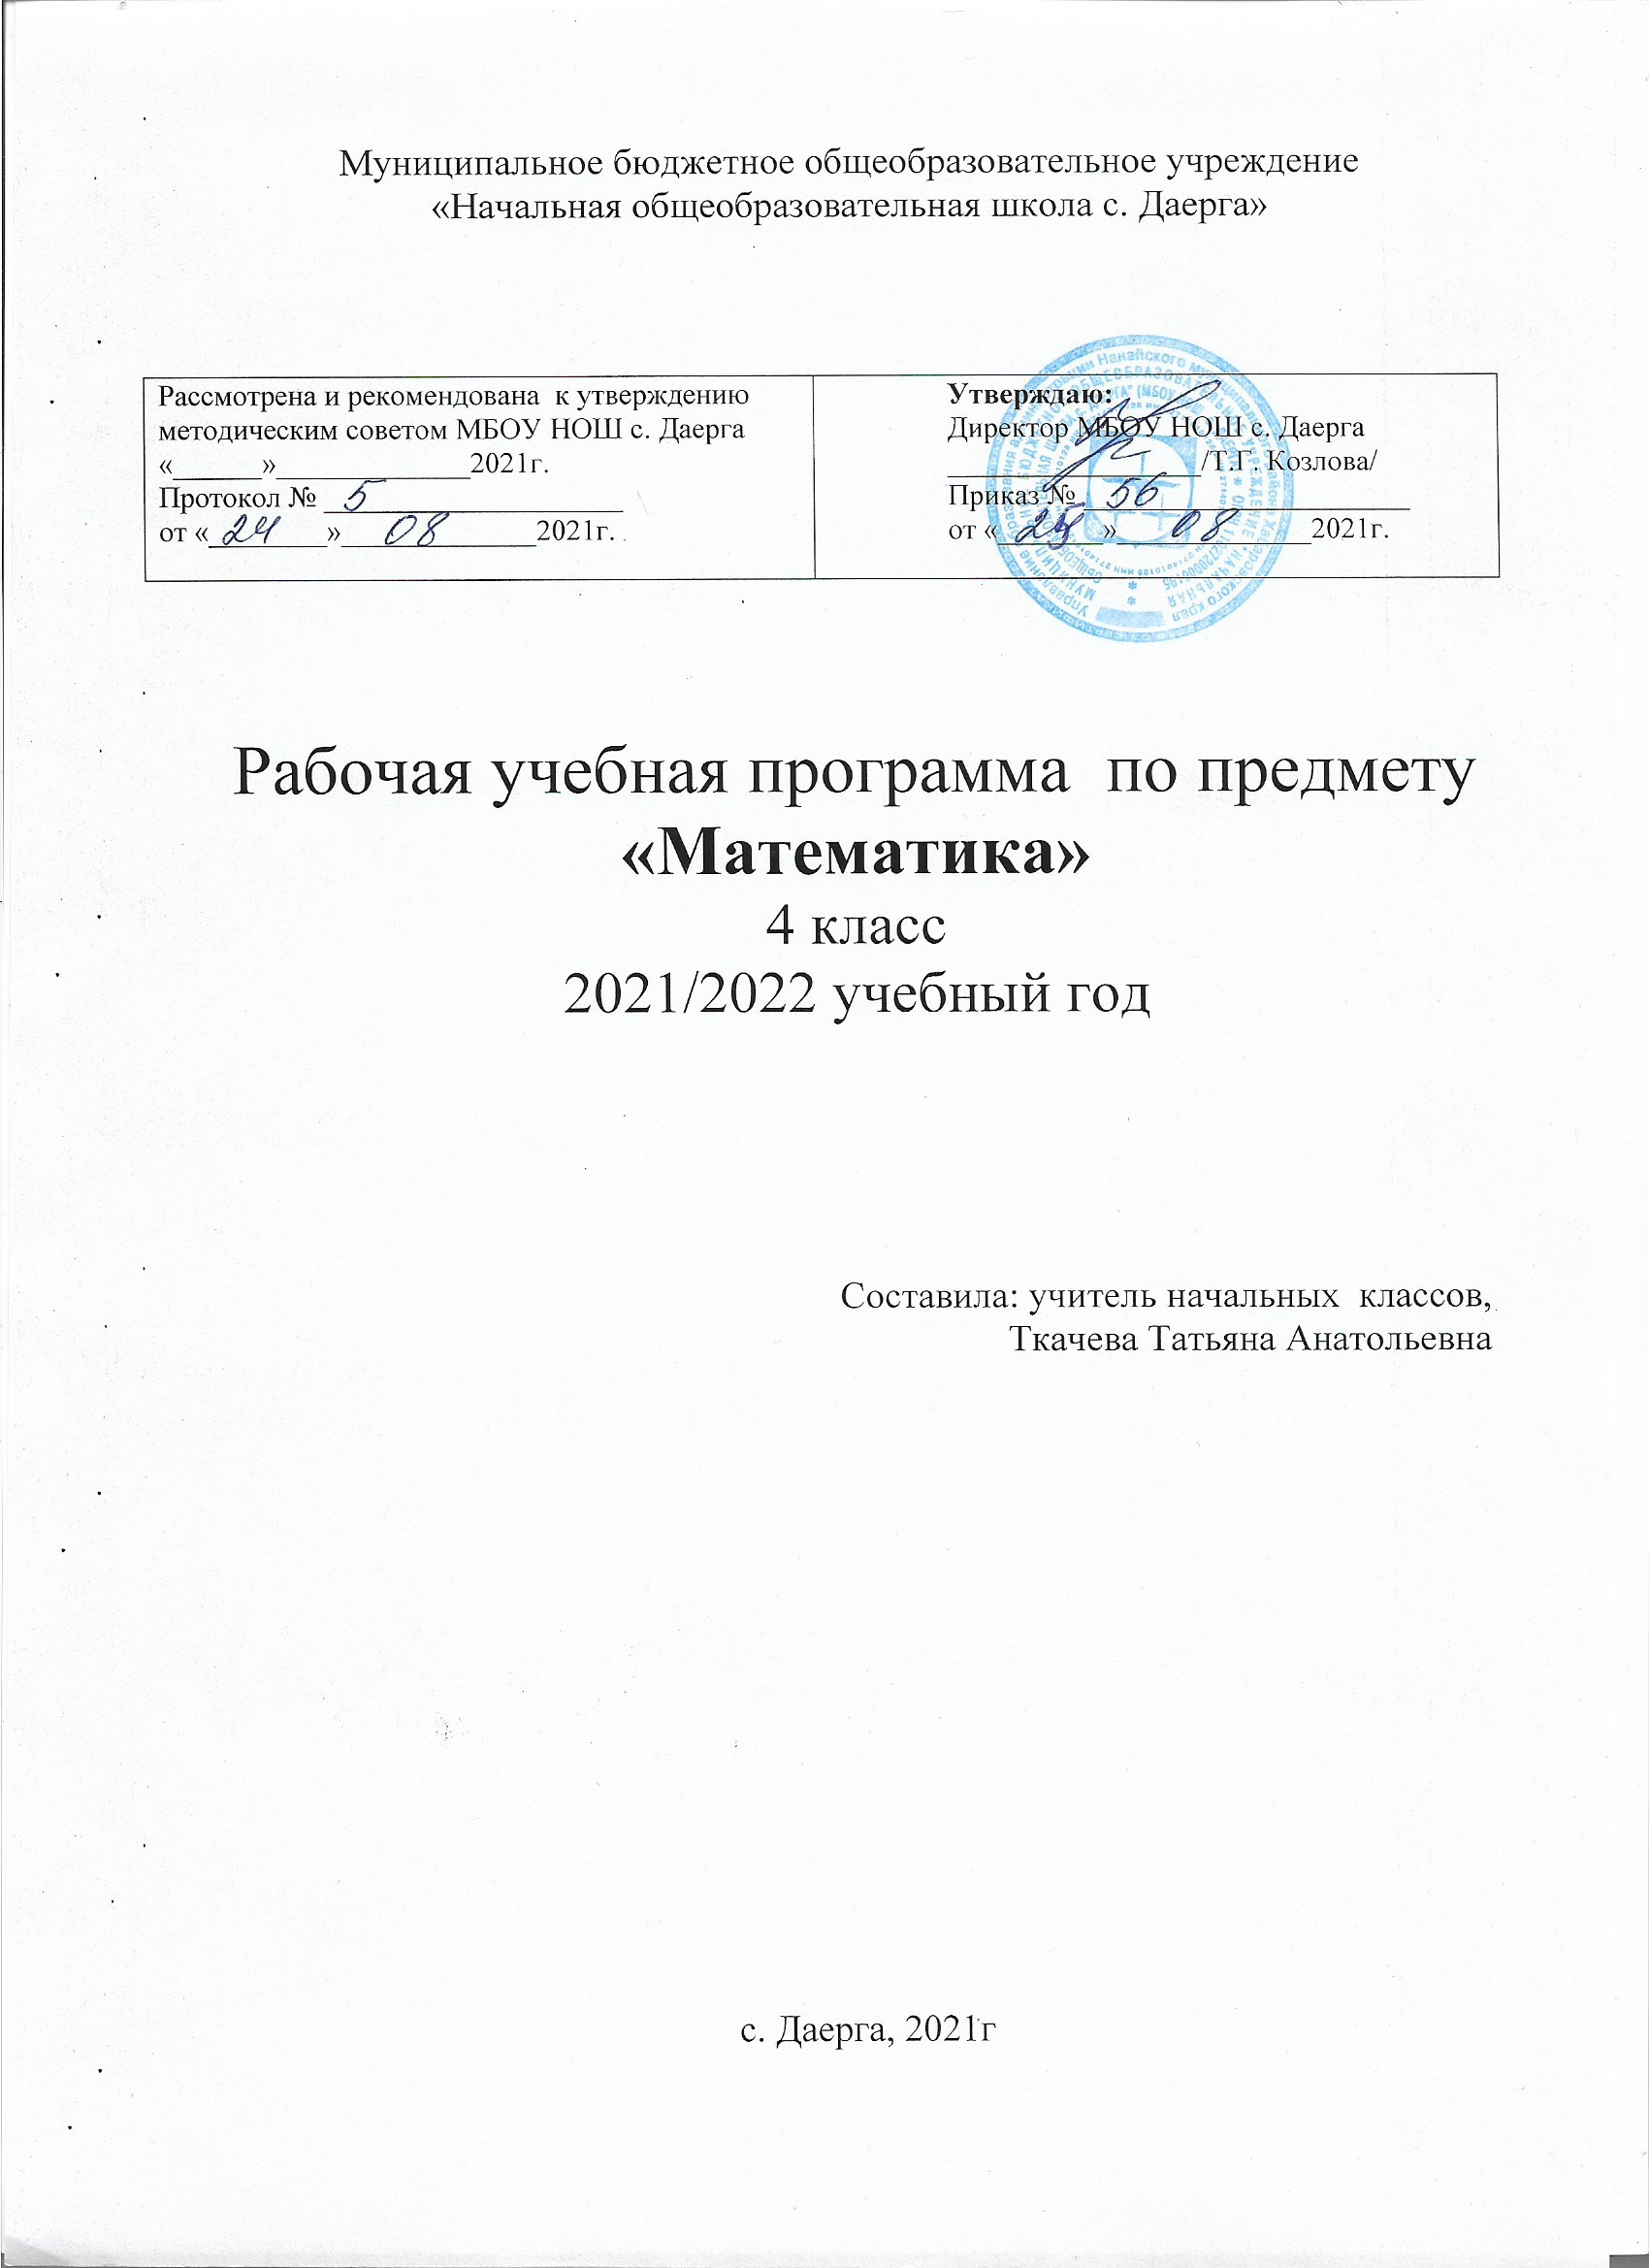 Муниципальное бюджетное общеобразовательное учреждение
«Начальная общеобразовательная школа с. Даерга»
Рассмотрена и рекомендована к утверждению
методическим советом МБОУ НОШ с. Даерга
«______»_____________2021г.
Протокол № 5
от «24»08 2021г.
Утверждаю:
Директор МБОУ НОШ с. Даерга
_________________/Т.Г. Козлова/
Приказ № 56
от «25»08 2021г.
Рабочая учебная программа по предмету
«Математика»
4 класс
2021/2022 учебный год
Составила: учитель начальных классов,
Ткачева Татьяна Анатольевна
с. Даерга, 2021г